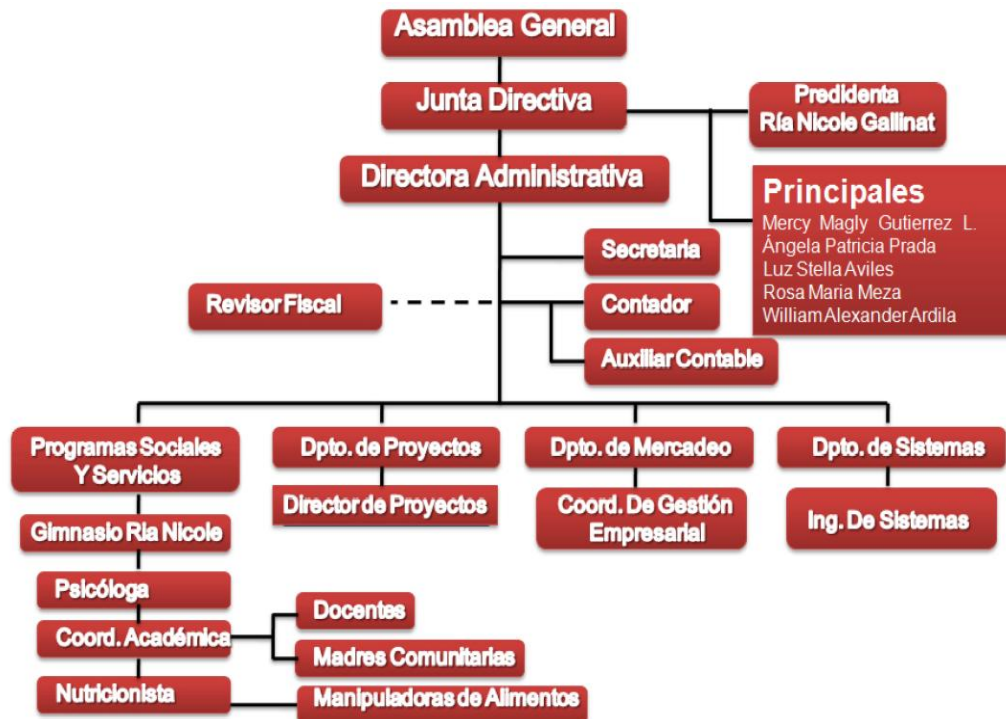 Asamblea General
Junta Directiva
Predidenta
Ría Nicole Gallinat
Directora Administrativa
Principales
Mercy Magly Gutierrez L.
Ángela Patricia Prada
Luz Stella Aviles
Rosa Maria Meza
William Alexander Ardila
Secretaria
Revisor Fiscal
Contador
Auxiliar Contable
Programas Sociales
Y Servicios
Dpto. de Proyectos
Dpto. de Mercadeo
Dpto. de Sistemas
Director de Proyectos
Coord. De Gestión
Empresarial
Ing. De Sistemas
Gimnasio Ria Nicole
Psicóloga
Coord. Académica
Docentes
Madres Comunitarias
Nutricionista
Manipuladoras de Alimentos